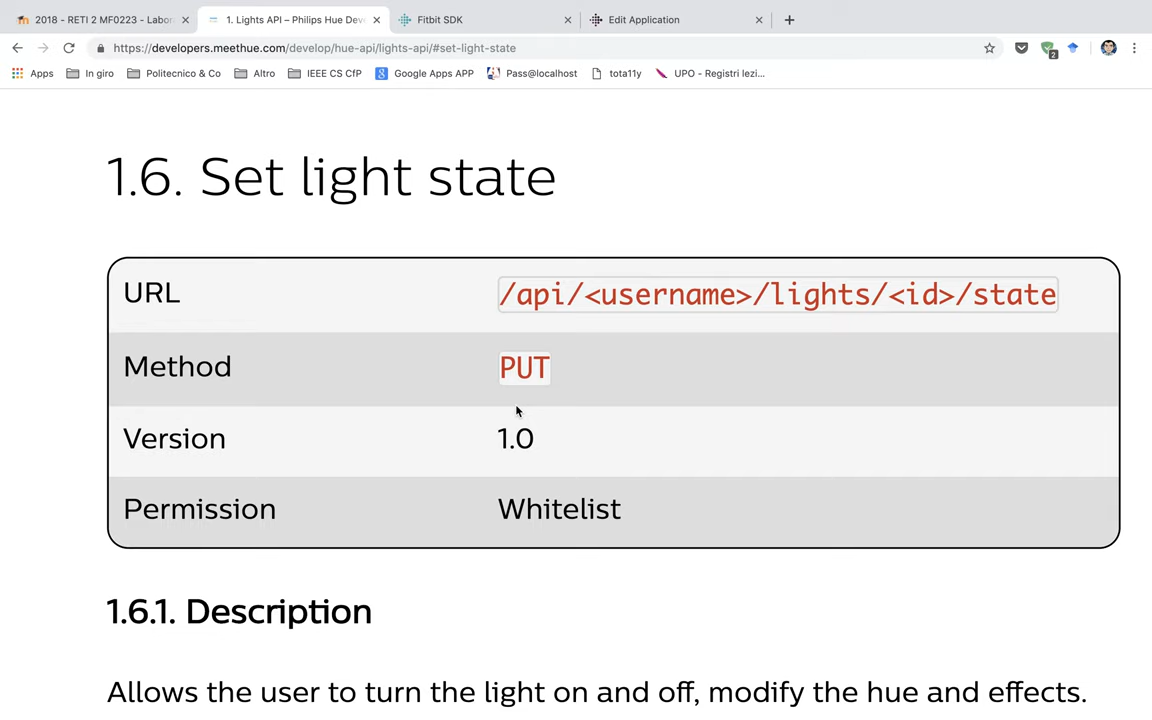 2018 - RETI 2 MF0223 - Labor
1. Lights API – Philips Hue Dev
Fitbit SDK
Edit Application
https://developers.meethue.com/develop/hue-api/lights-api/#set-light-state
2
Apps In giro Politecnico & Co Altro IEEE CS CfP Google Apps APP Pass@localhost tota11y UPO - Registri lezi...
1.6. Set light state
URL /api/<username>/lights/<id>/state
Method PUT
Version 1.0
Permission Whitelist
1.6.1. Description
Allows the user to turn the light on and off, modify the hue and effects.